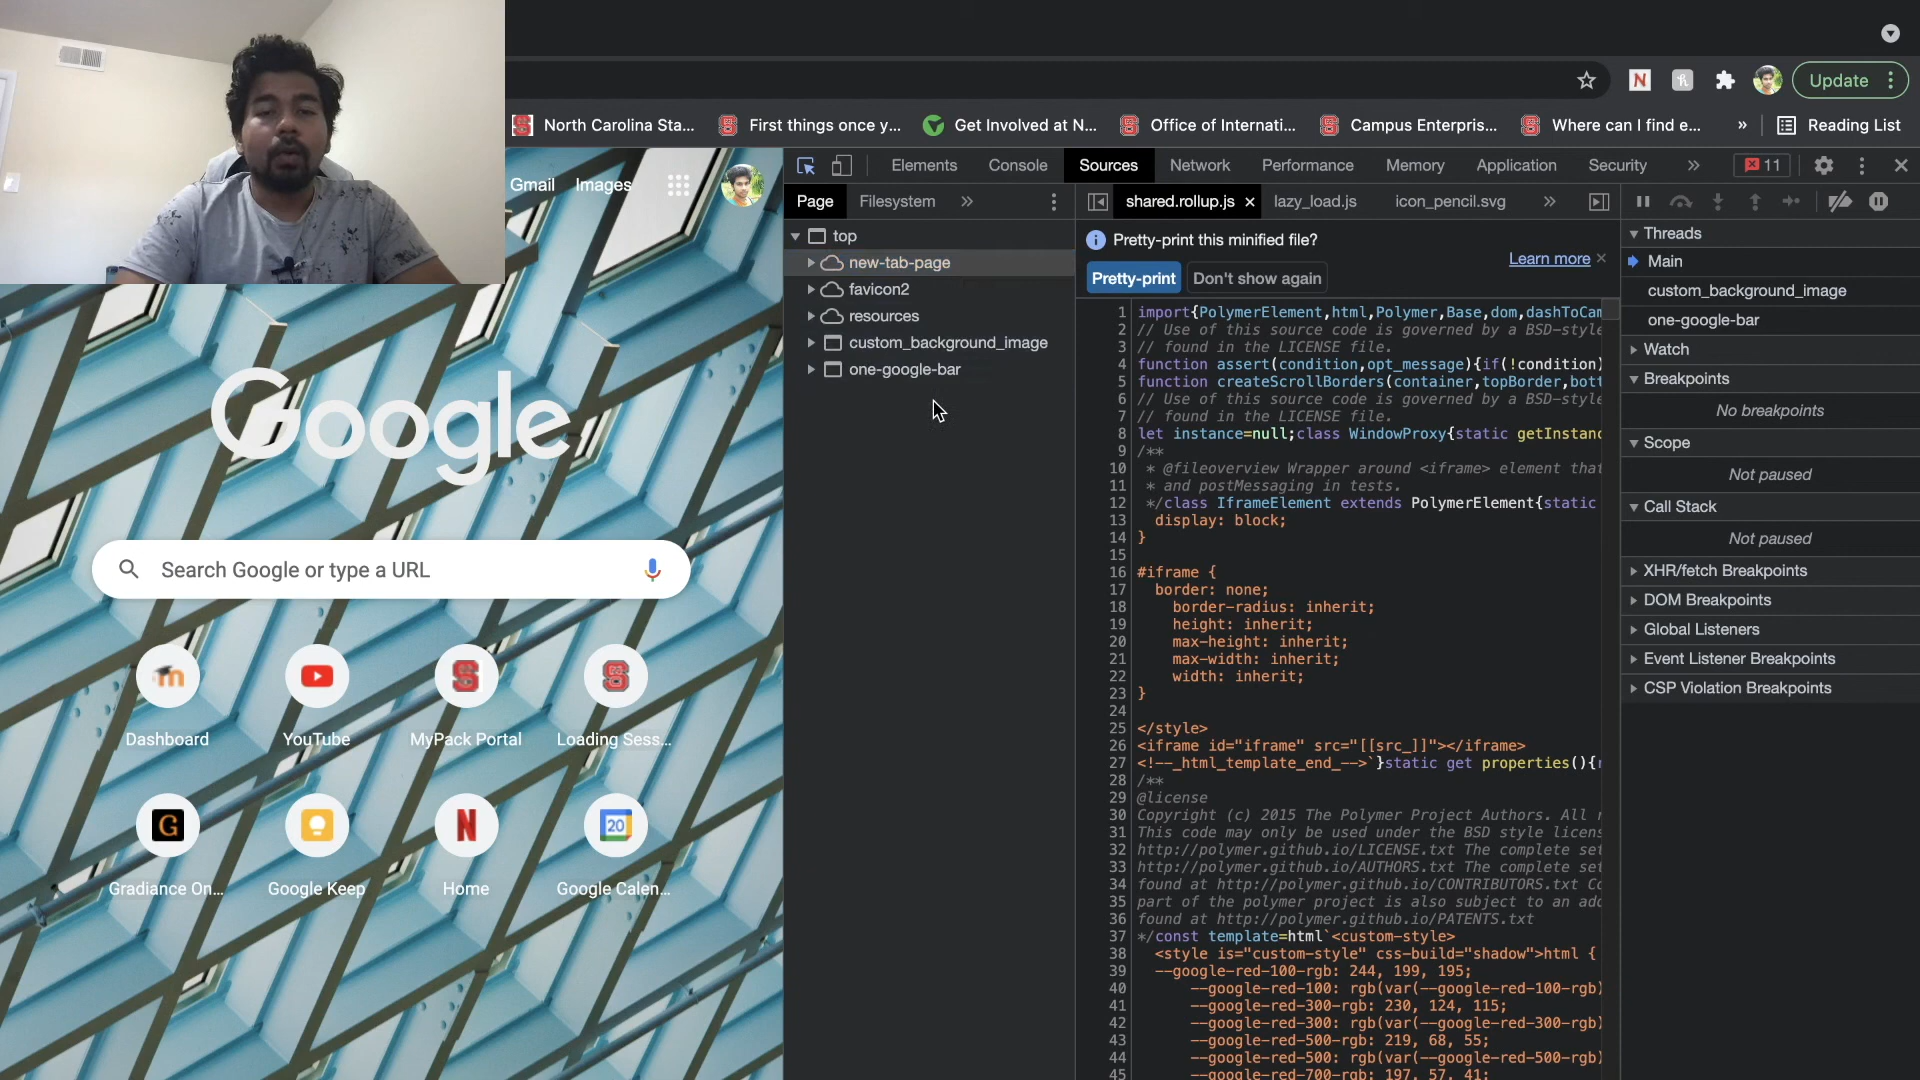 Update
North Carolina Sta...
First things once y...
Get Involved at N...
Office of Internati...
Campus Enterpris...
Where can I find e...
»
Reading List
Gmail
Images
Elements
Console
Sources
Network
Performance
Memory
Application
Security
»
11
Page
Filesystem
»
shared.rollup.js ×
lazy_load.js
icon_pencil.svg
»
top
new-tab-page
favicon2
resources
custom_background_image
one-google-bar
Pretty-print this minified file?
Learn more
Pretty-print
Don't show again
1 import{PolymerElement,html,Polymer,Base,dom,dashToCam
2 // Use of this source code is governed by a BSD-style
3 // found in the LICENSE file.
4 function assert(condition,opt_message){if(!condition)
5 function createScrollBorders(container,topBorder,bott
6 // Use of this source code is governed by a BSD-style
7 // found in the LICENSE file.
8 let instance=null;class WindowProxy{static getInstanc
9 /**
10 * @fileoverview Wrapper around <iframe> element that
11 * and postMessaging in tests.
12 */class IframeElement extends PolymerElement{static
13 display: block;
14 }
15
16 #iframe {
17 border: none;
18 border-radius: inherit;
19 height: inherit;
20 max-height: inherit;
21 max-width: inherit;
22 width: inherit;
23 }
24
25 </style>
26 <iframe id="iframe" src="[[src_]]"></iframe>
27 <!--_html_template_end_-->`}static get properties(){r
28 /**
29 @license
30 Copyright (c) 2015 The Polymer Project Authors. All r
31 This code may only be used under the BSD style licens
32 http://polymer.github.io/LICENSE.txt The complete set
33 http://polymer.github.io/AUTHORS.txt The complete set
34 found at http://polymer.github.io/CONTRIBUTORS.txt Co
35 part of the polymer project is also subject to an add
36 found at http://polymer.github.io/PATENTS.txt
37 */const template=html`<custom-style>
38 <style is="custom-style" css-build="shadow">html {
39 --google-red-100-rgb: 244, 199, 195;
40 --google-red-100: rgb(var(--google-red-100-rgb)
41 --google-red-300-rgb: 230, 124, 115;
42 --google-red-300: rgb(var(--google-red-300-rgb)
43 --google-red-500-rgb: 219, 68, 55;
44 --google-red-500: rgb(var(--google-red-500-rgb)
45 --google-red-700-rgb: 197, 57, 41;
Threads
Main
custom_background_image
one-google-bar
Watch
Breakpoints
No breakpoints
Scope
Not paused
Call Stack
Not paused
XHR/fetch Breakpoints
DOM Breakpoints
Global Listeners
Event Listener Breakpoints
CSP Violation Breakpoints
Google
Search Google or type a URL
Dashboard
YouTube
MyPack Portal
Loading Sess...
G
N
20
Gradiance On...
Google Keep
Home
Google Calen...